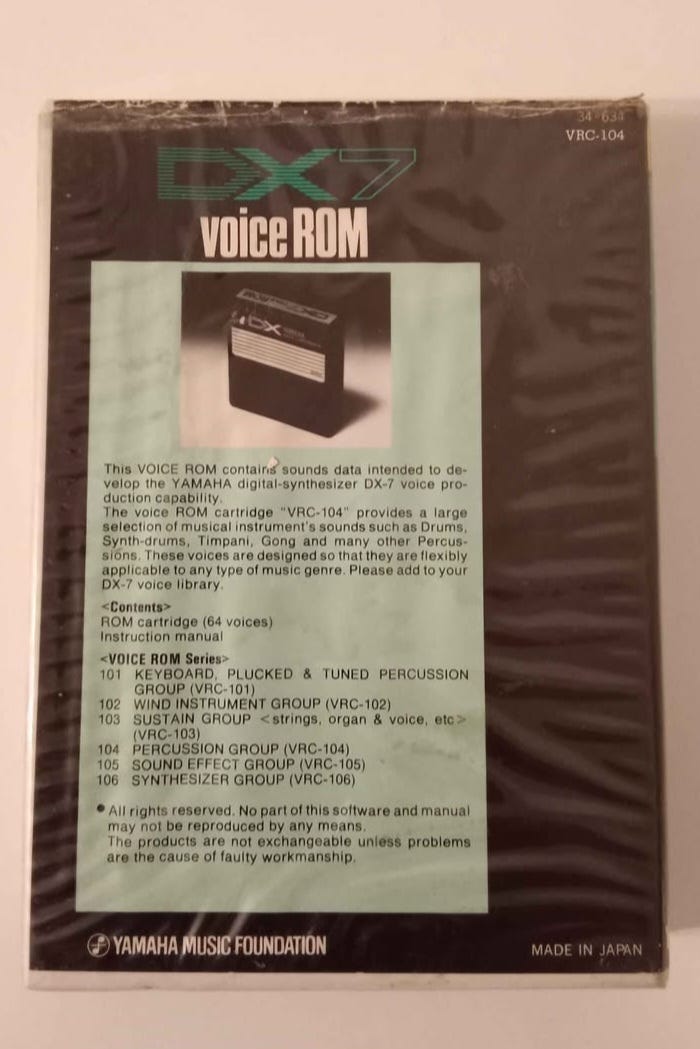 34-634
VRC-104
DX7
voice ROM
DX
This VOICE ROM contains sounds data intended to de-
velop the YAMAHA digital-synthesizer DX-7 voice pro-
duction capability.
The voice ROM cartridge "VRC-104" provides a large
selection of musical instrument's sounds such as Drums,
Synth-drums, Timpani, Gong and many other Percus-
sions. These voices are designed so that they are flexibly
applicable to any type of music genre. Please add to your
DX-7 voice library.
<Contents>
ROM cartridge (64 voices)
Instruction manual
<VOICE ROM Series>
101 KEYBOARD, PLUCKED & TUNED PERCUSSION
GROUP (VRC-101)
102 WIND INSTRUMENT GROUP (VRC-102)
103 SUSTAIN GROUP <strings, organ & voice, etc>
(VRC-103)
104 PERCUSSION GROUP (VRC-104)
105 SOUND EFFECT GROUP (VRC-105)
106 SYNTHESIZER GROUP (VRC-106)
• All rights reserved. No part of this software and manual
may not be reproduced by any means.
The products are not exchangeable unless problems
are the cause of faulty workmanship.
YAMAHA MUSIC FOUNDATION
MADE IN JAPAN